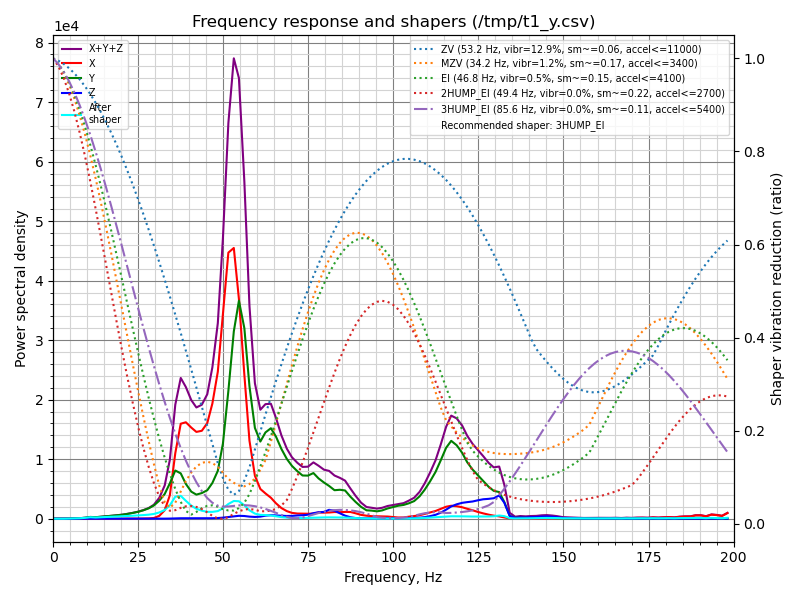 Frequency response and shapers (/tmp/t1_y.csv)
1e4
X+Y+Z
X
Y
Z
After
shaper
ZV (53.2 Hz, vibr=12.9%, sm~=0.06, accel<=11000)
MZV (34.2 Hz, vibr=1.2%, sm~=0.17, accel<=3400)
EI (46.8 Hz, vibr=0.5%, sm~=0.15, accel<=4100)
2HUMP_EI (49.4 Hz, vibr=0.0%, sm~=0.22, accel<=2700)
3HUMP_EI (85.6 Hz, vibr=0.0%, sm~=0.11, accel<=5400)
Recommended shaper: 3HUMP_EI
Power spectral density
8
7
6
5
4
3
2
1
0
0 25 50 75 100 125 150 175 200
Frequency, Hz
1.0
0.8
0.6
0.4
0.2
0.0
Shaper vibration reduction (ratio)